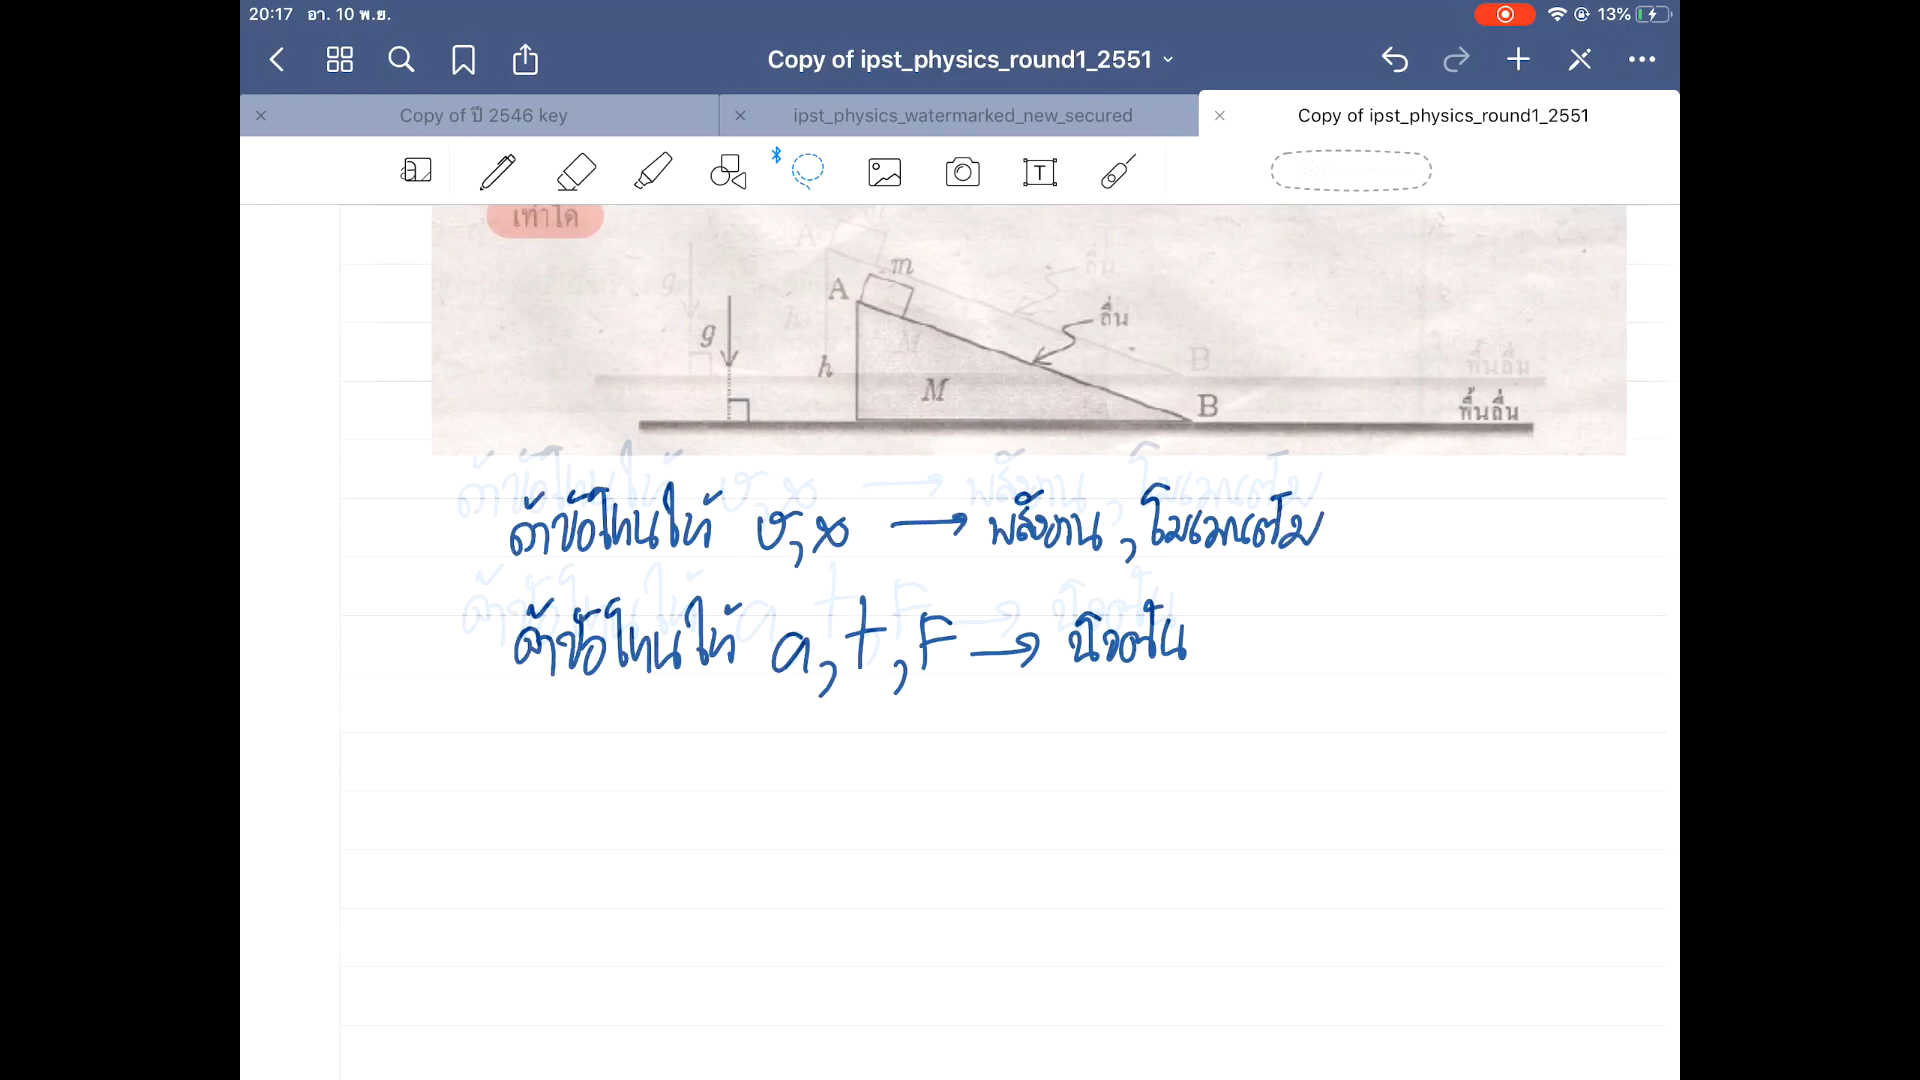 20:17 อา. 10 พ.ย.
13%
Copy of ipst_physics_round1_2551
Copy of ปี 2546 key
ipst_physics_watermarked_new_secured
Copy of ipst_physics_round1_2551
T
เท่าใด
m
A
ลื่น
g
h
M
B
พื้นลื่น
ถ้าข้อไหนให้ v, x → พลังงาน, โมเมนตัม
ถ้าข้อไหนให้ a, t, F → นิวตัน